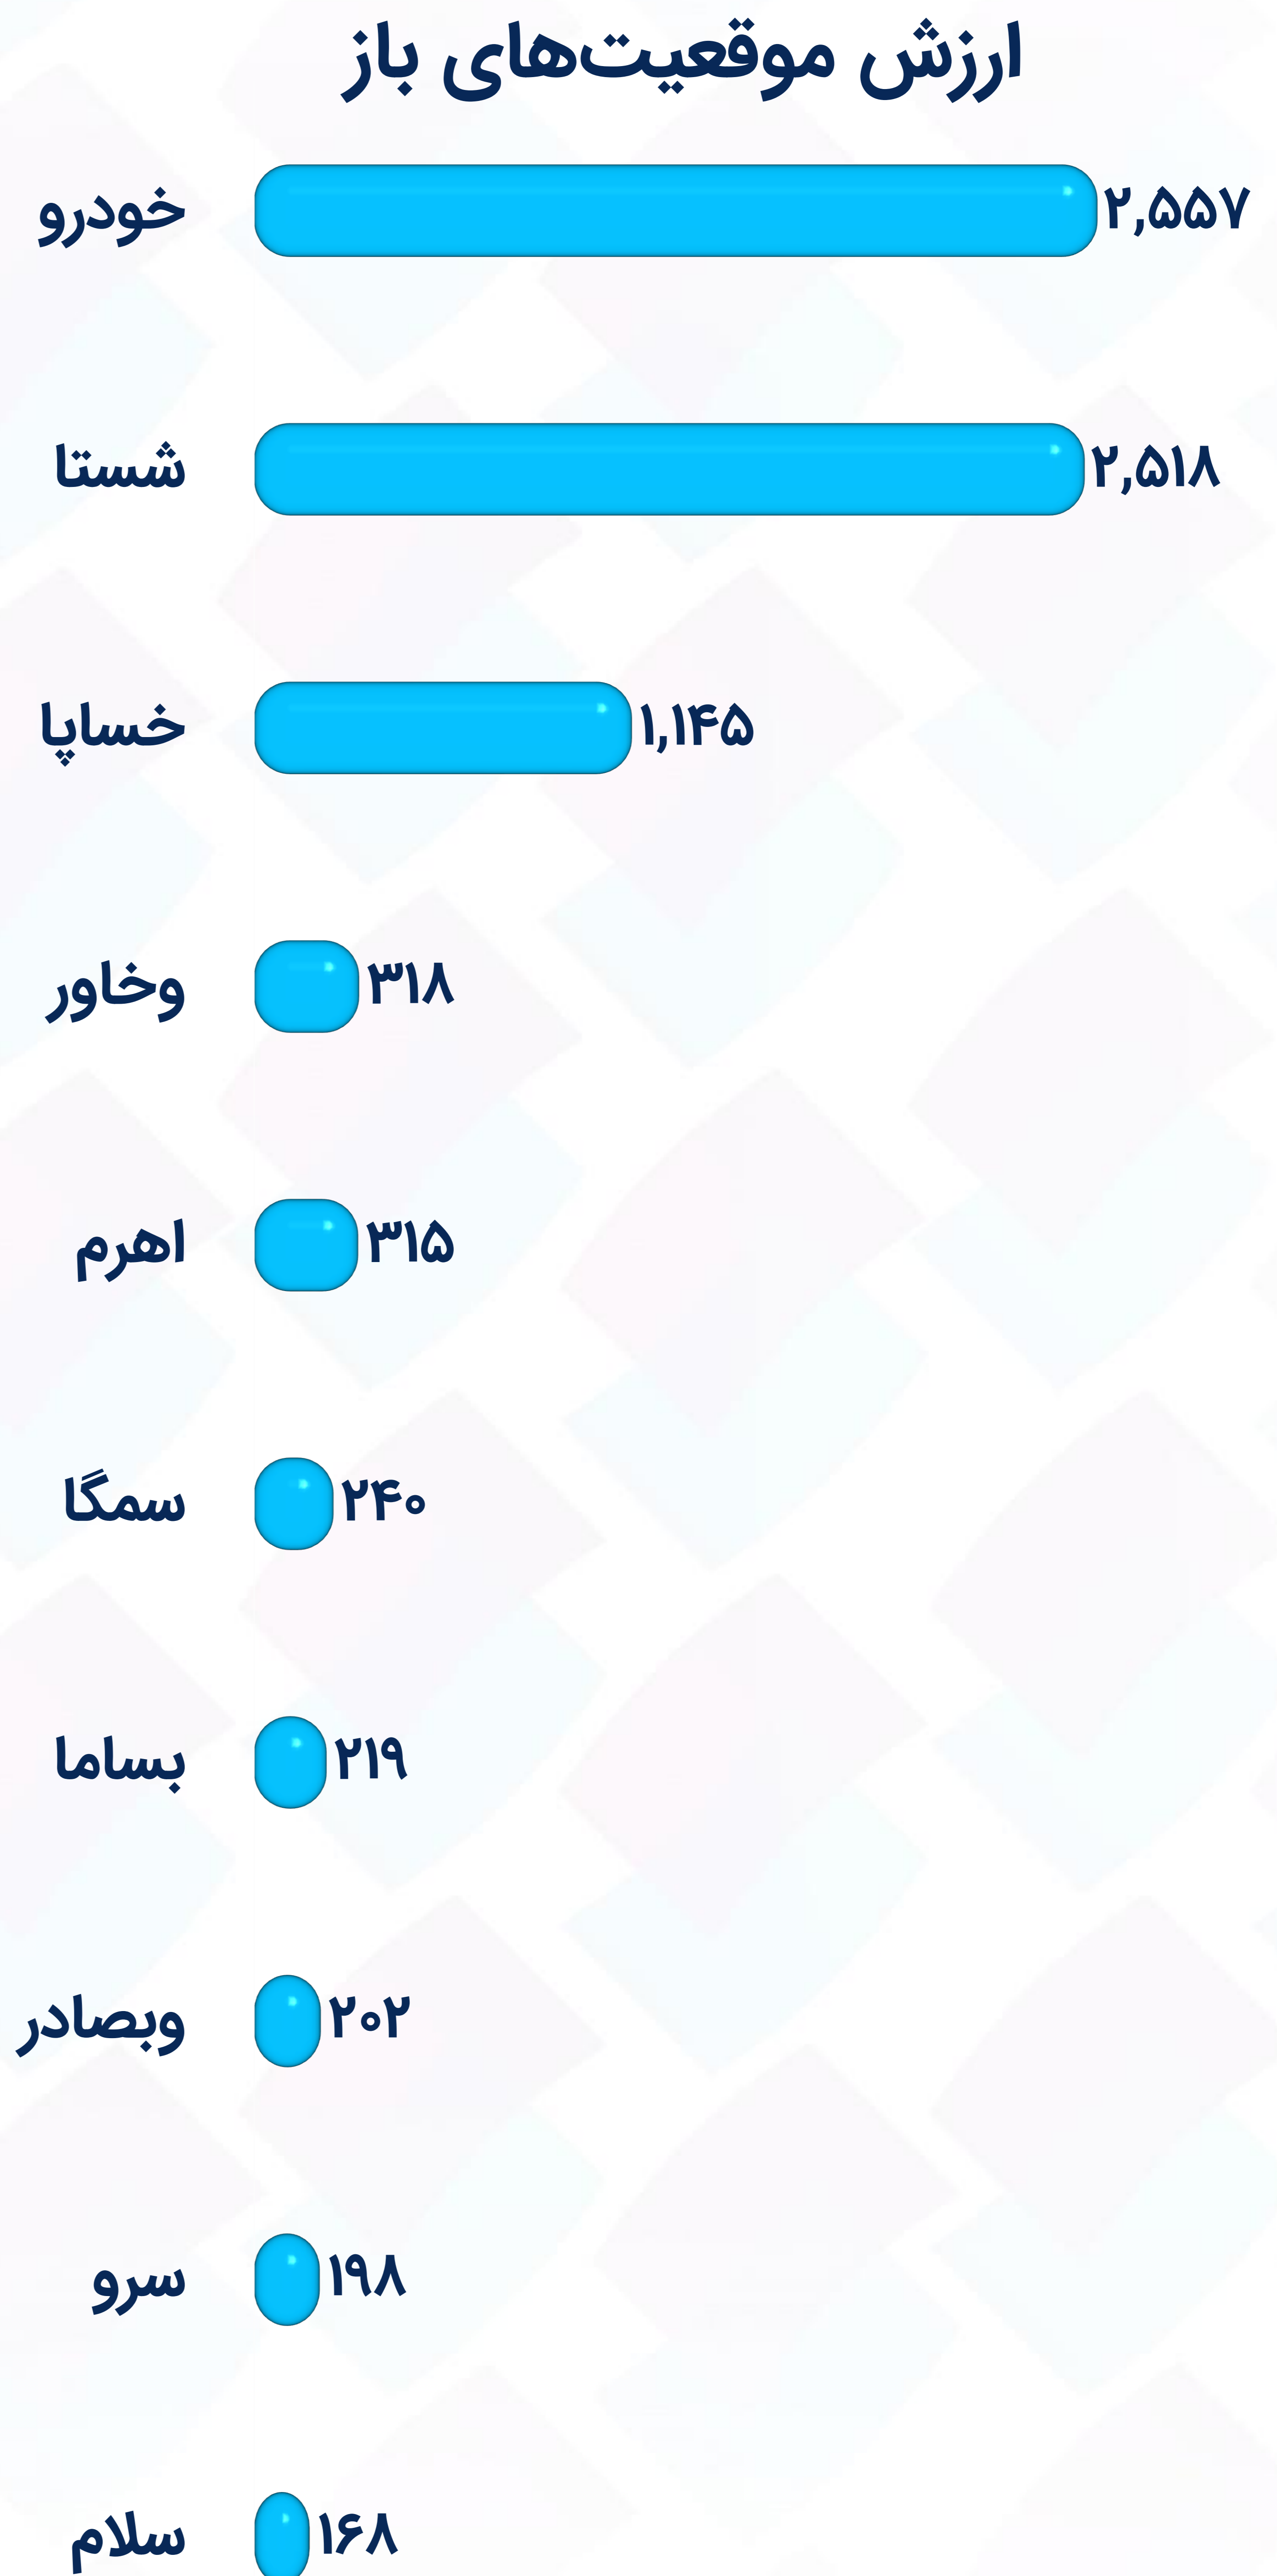 ارزش موقعیت‌های باز
خودرو ۲,۵۵۷
شستا ۲,۵۱۸
خساپا ۱,۱۴۵
وخاور ۳۱۸
اهرم ۳۱۵
سمگا ۲۴۰
بساما ۲۱۹
وبصادر ۲۰۲
سرو ۱۹۸
سلام ۱۶۸